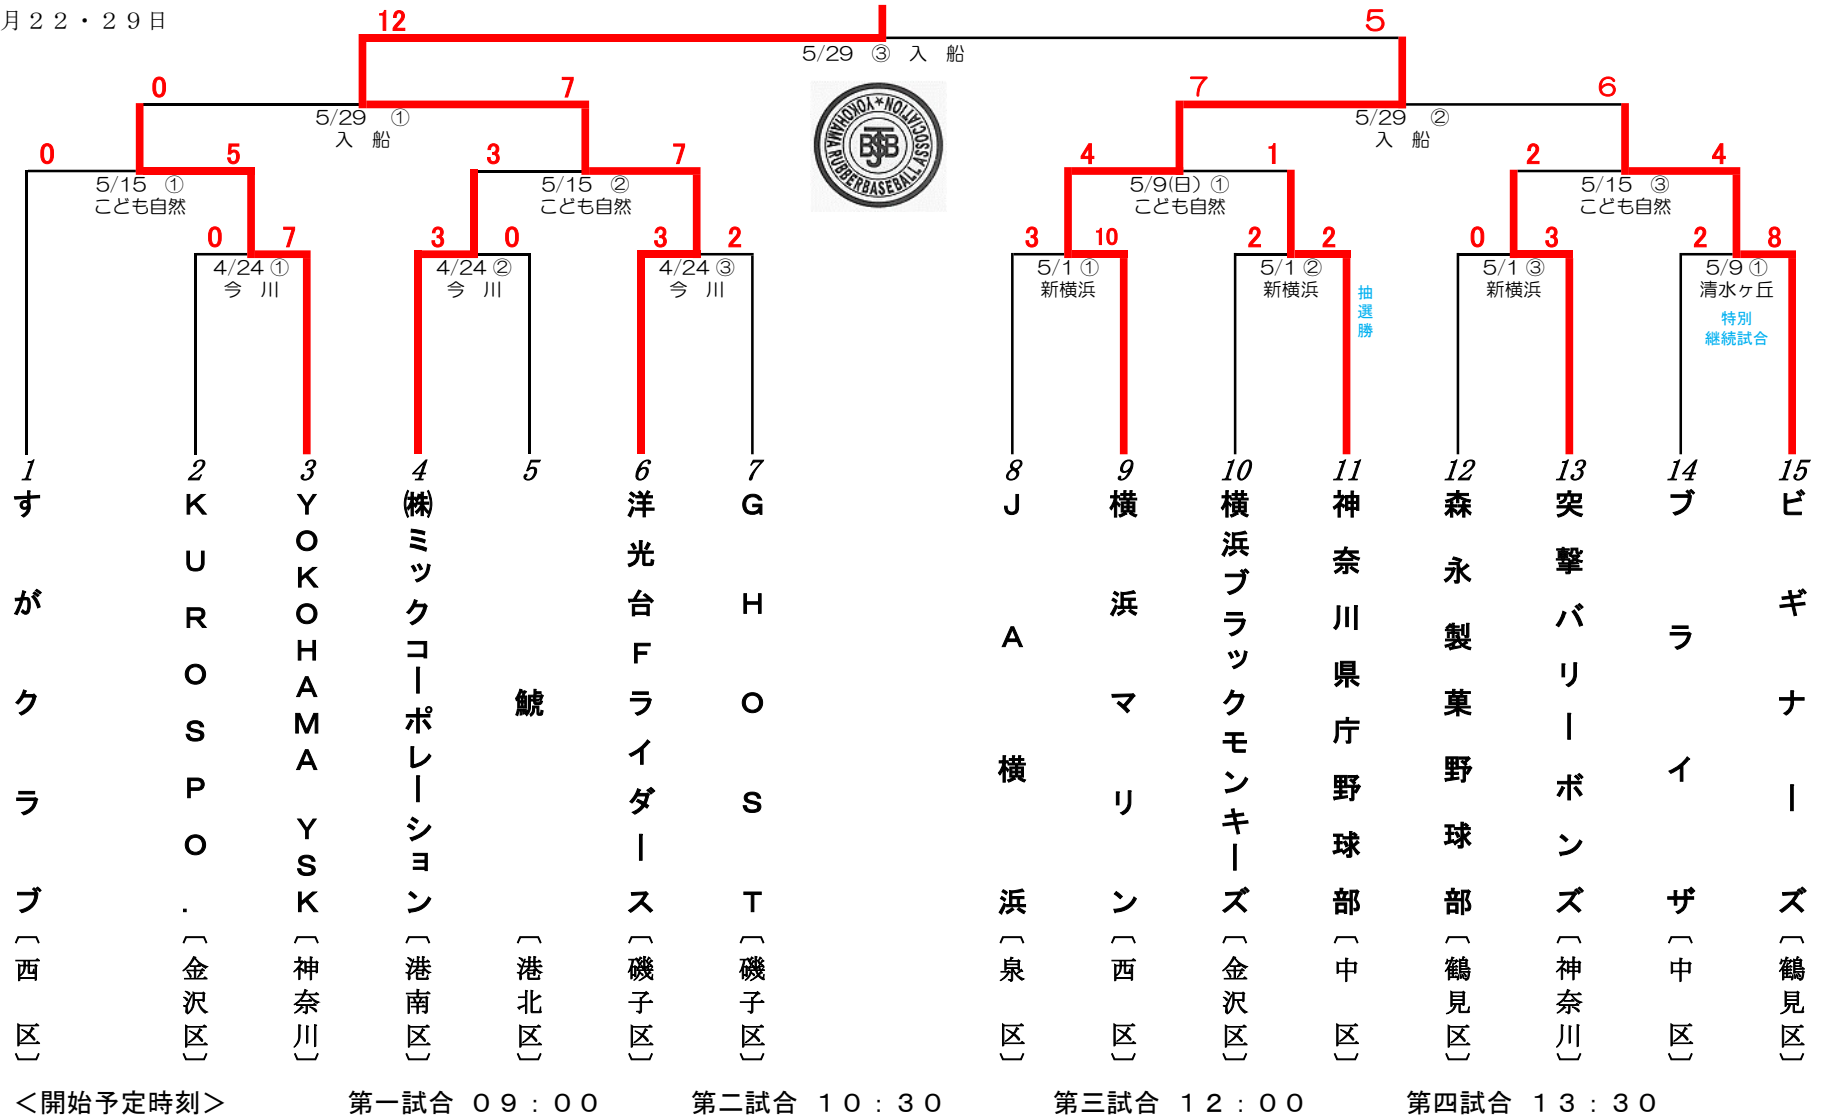 月２２・２９日
12
5
5/29 ③ 入 船
0
7
7
6
5/29 ①
入 船
5/29 ②
入 船
YOKOHAMA RUBBERBASEBALL ASSOCIATION
JSBB
0
5
3
7
4
1
2
4
5/15 ①
こども自然
5/15 ②
こども自然
5/9(日) ①
こども自然
5/15 ③
こども自然
0
7
3
0
3
2
3
10
2
2
0
3
2
8
4/24 ①
今 川
4/24 ②
今 川
4/24 ③
今 川
5/1 ①
新横浜
5/1 ②
新横浜
抽選勝
5/1 ③
新横浜
5/9 ①
清水ヶ丘
特別
継続試合
1
すがクラブ
〔西 区〕
2
ＫＵＲＯＳＰＯ．
〔金沢区〕
3
ＹＯＫＯＨＡＭＡ ＹＳＫ
〔神奈川〕
4
㈱ミックコーポレーション
〔港南区〕
5
鯱
〔港北区〕
6
洋光台Ｆライダース
〔磯子区〕
7
ＧＨＯＳＴ
〔磯子区〕
8
ＪＡ横浜
〔泉 区〕
9
横浜マリン
〔西 区〕
10
横浜ブラックモンキーズ
〔金沢区〕
11
神奈川県庁野球部
〔中 区〕
12
森永製菓野球部
〔鶴見区〕
13
突撃バリーボンズ
〔神奈川〕
14
ブライザ
〔中 区〕
15
ビギナーズ
〔鶴見区〕
＜開始予定時刻＞ 第一試合 ０９：００ 第二試合 １０：３０ 第三試合 １２：００ 第四試合 １３：３０